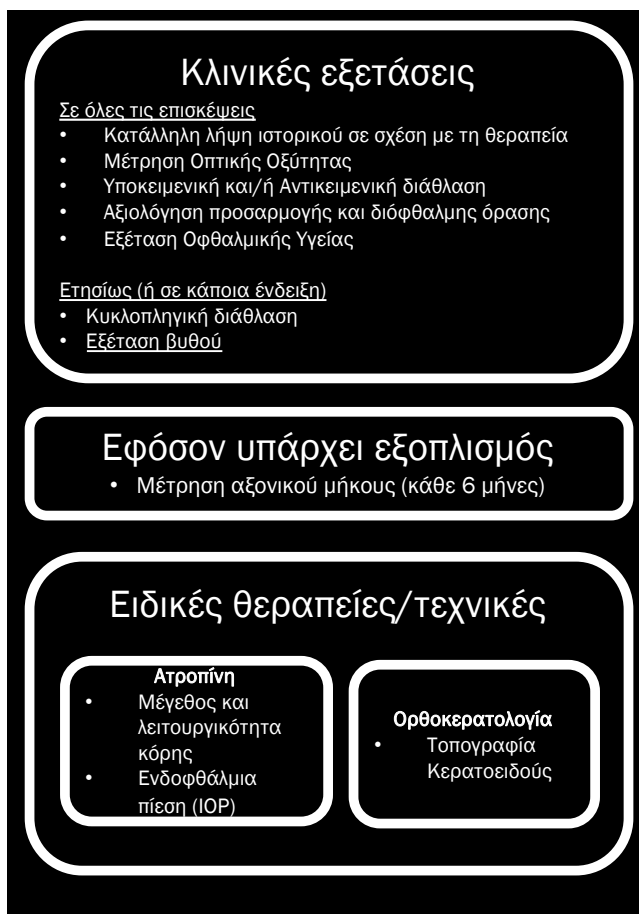 Κλινικές εξετάσεις
Σε όλες τις επισκέψεις
• Κατάλληλη λήψη ιστορικού σε σχέση με τη θεραπεία
• Μέτρηση Οπτικής Οξύτητας
• Υποκειμενική και/ή Αντικειμενική διάθλαση
• Αξιολόγηση προσαρμογής και διόφθαλμης όρασης
• Εξέταση Οφθαλμικής Υγείας
Ετησίως (ή σε κάποια ένδειξη)
• Κυκλοπληγική διάθλαση
• Εξέταση βυθού
Εφόσον υπάρχει εξοπλισμός
• Μέτρηση αξονικού μήκους (κάθε 6 μήνες)
Ειδικές θεραπείες/τεχνικές
Ατροπίνη
• Μέγεθος και
λειτουργικότητα
κόρης
• Ενδοφθάλμια
πίεση (IOP)
Ορθοκερατολογία
• Τοπογραφία
Κερατοειδούς